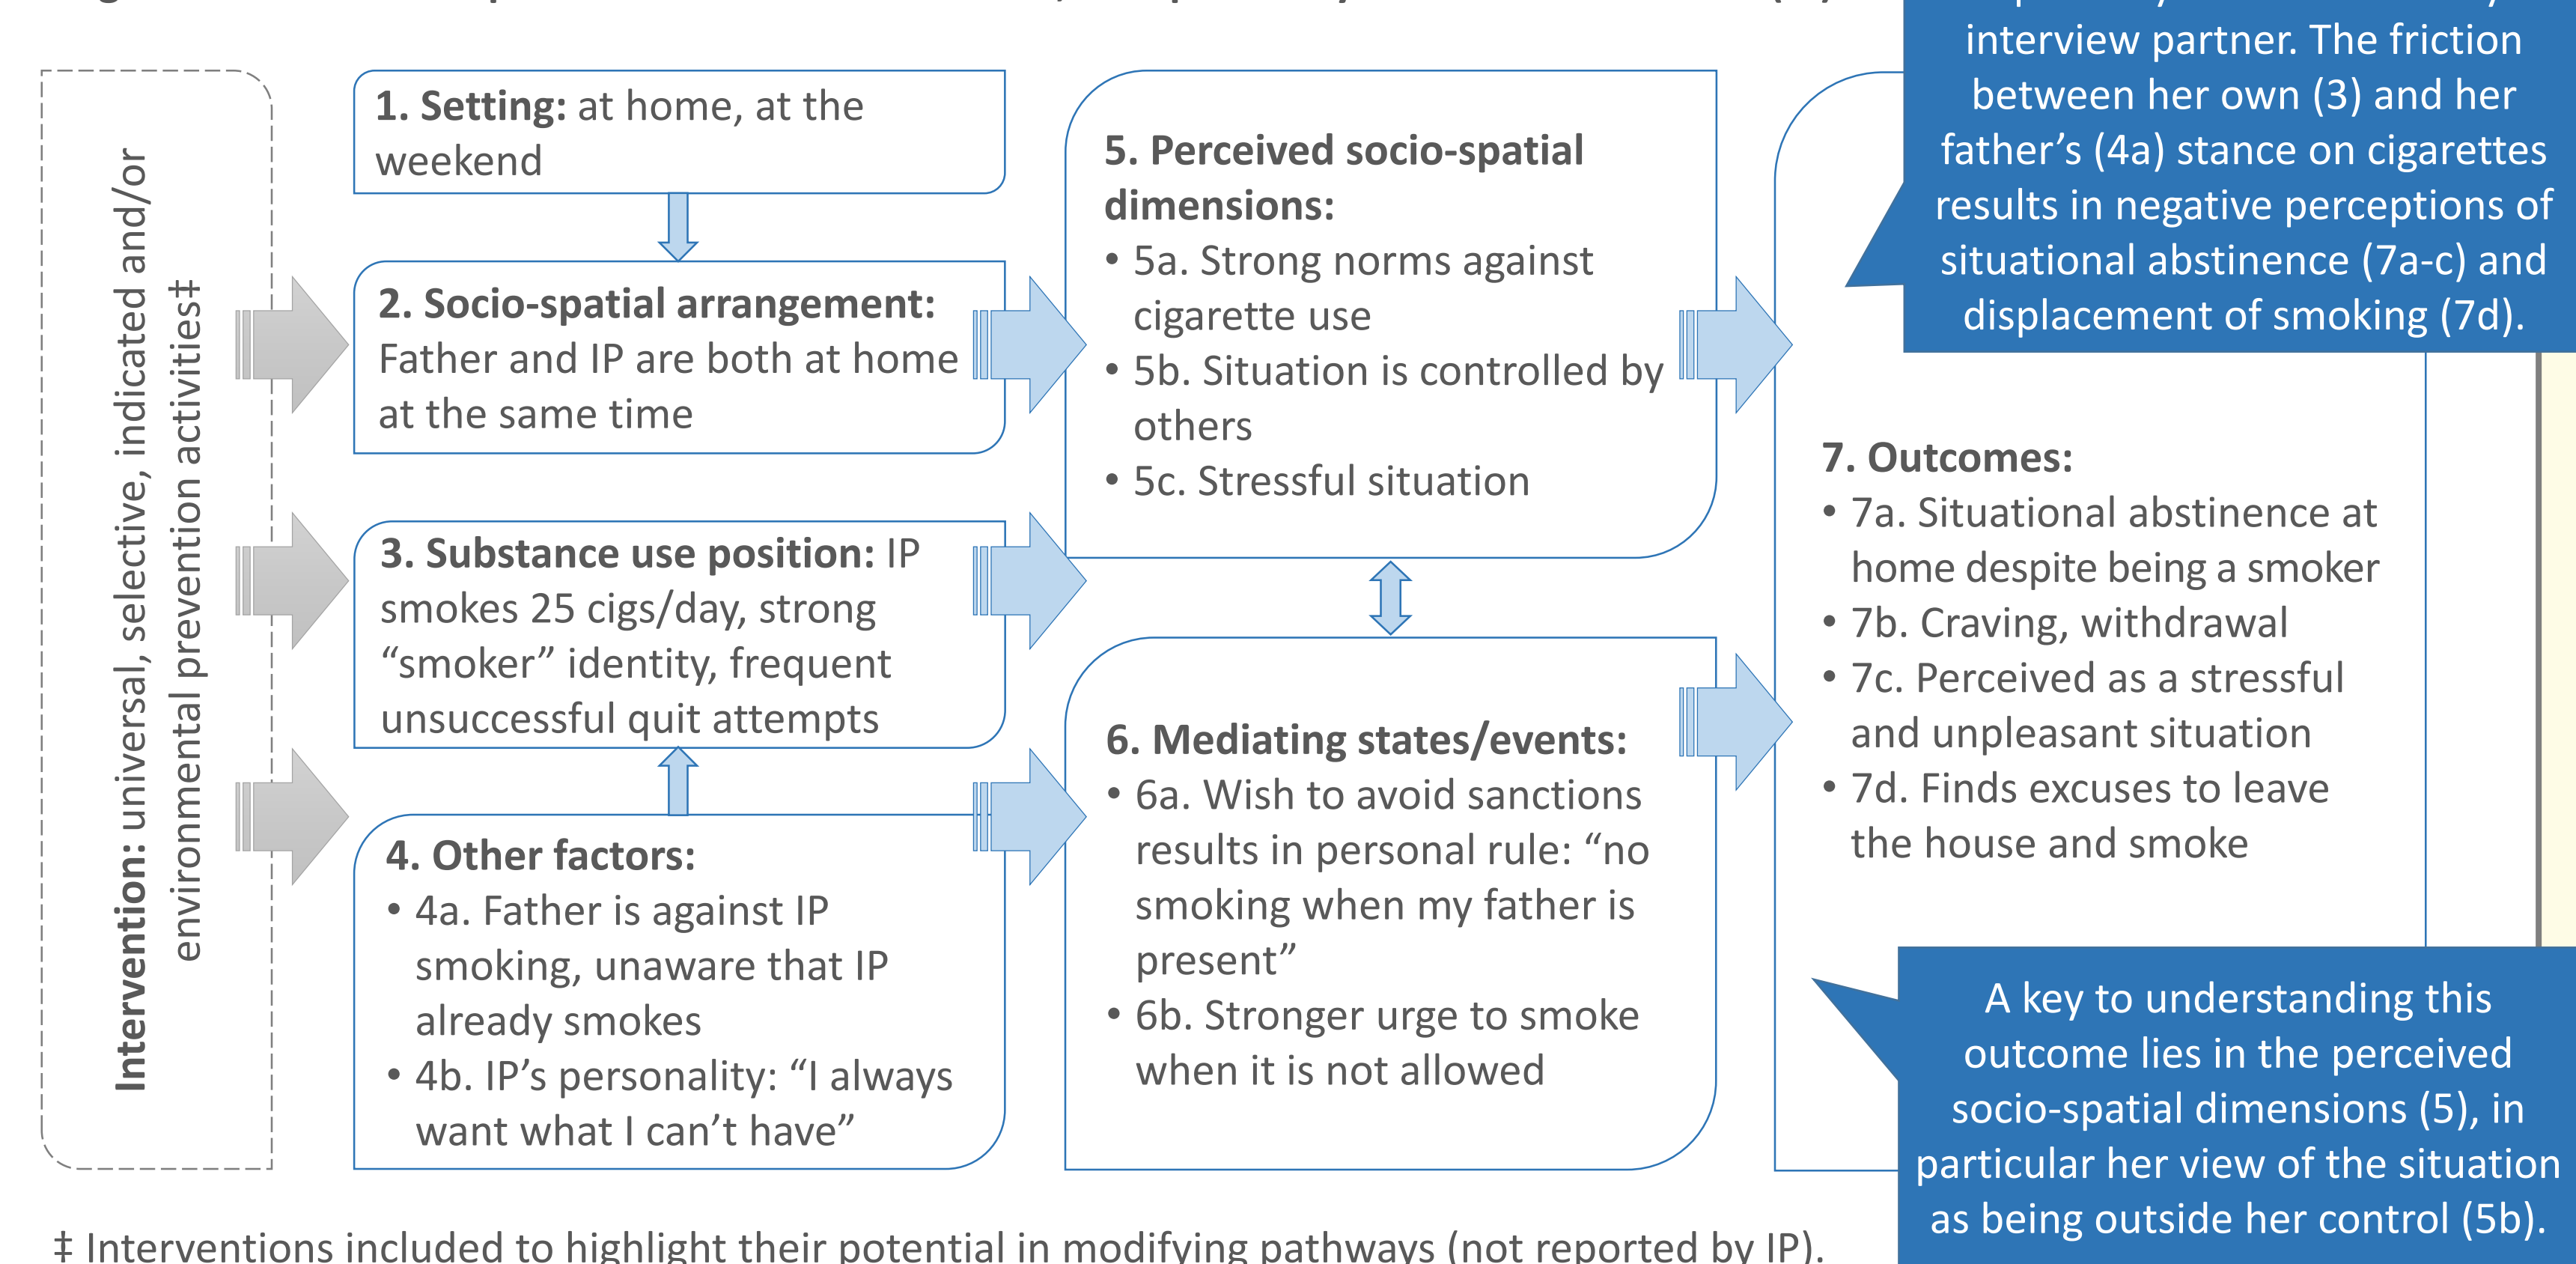 Intervention: universal, selective, indicated and/or
environmental prevention activities‡
1. Setting: at home, at the
weekend
2. Socio-spatial arrangement:
Father and IP are both at home
at the same time
3. Substance use position: IP
smokes 25 cigs/day, strong
“smoker” identity, frequent
unsuccessful quit attempts
4. Other factors:
• 4a. Father is against IP
smoking, unaware that IP
already smokes
• 4b. IP’s personality: “I always
want what I can’t have”
5. Perceived socio-spatial
dimensions:
• 5a. Strong norms against
cigarette use
• 5b. Situation is controlled by
others
• 5c. Stressful situation
6. Mediating states/events:
• 6a. Wish to avoid sanctions
results in personal rule: “no
smoking when my father is
present”
• 6b. Stronger urge to smoke
when it is not allowed
interview partner. The friction
between her own (3) and her
father’s (4a) stance on cigarettes
results in negative perceptions of
situational abstinence (7a-c) and
displacement of smoking (7d).
7. Outcomes:
• 7a. Situational abstinence at
home despite being a smoker
• 7b. Craving, withdrawal
• 7c. Perceived as a stressful
and unpleasant situation
• 7d. Finds excuses to leave
the house and smoke
A key to understanding this
outcome lies in the perceived
socio-spatial dimensions (5), in
particular her view of the situation
as being outside her control (5b).
‡ Interventions included to highlight their potential in modifying pathways (not reported by IP).